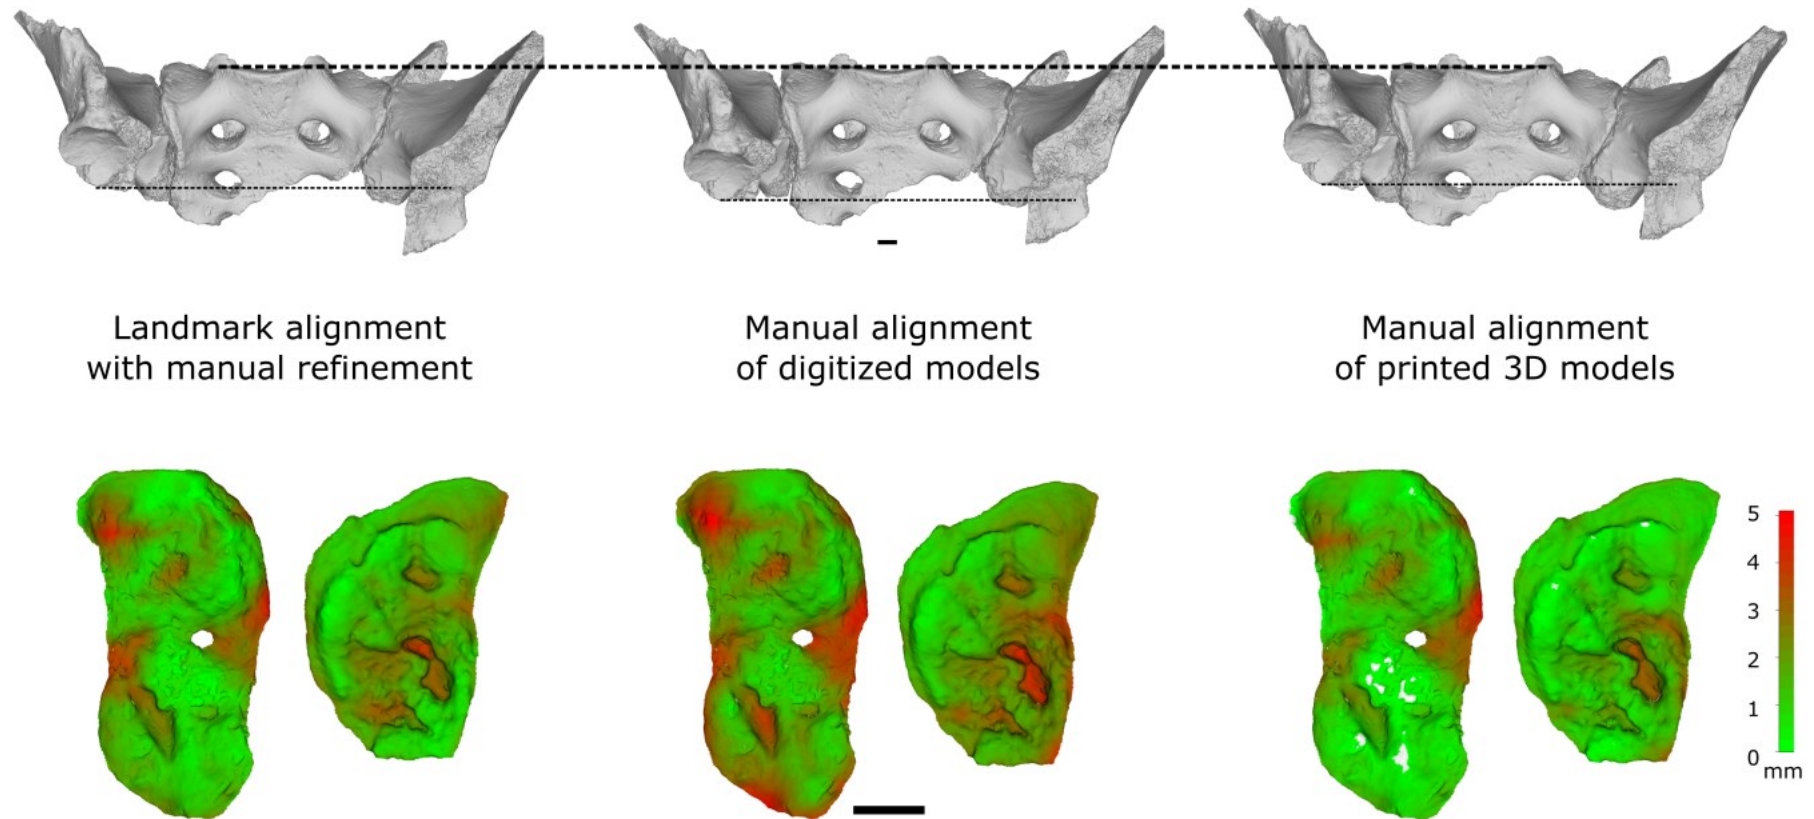 Landmark alignment
with manual refinement
Manual alignment
of digitized models
Manual alignment
of printed 3D models
5
4
3
2
1
0
mm